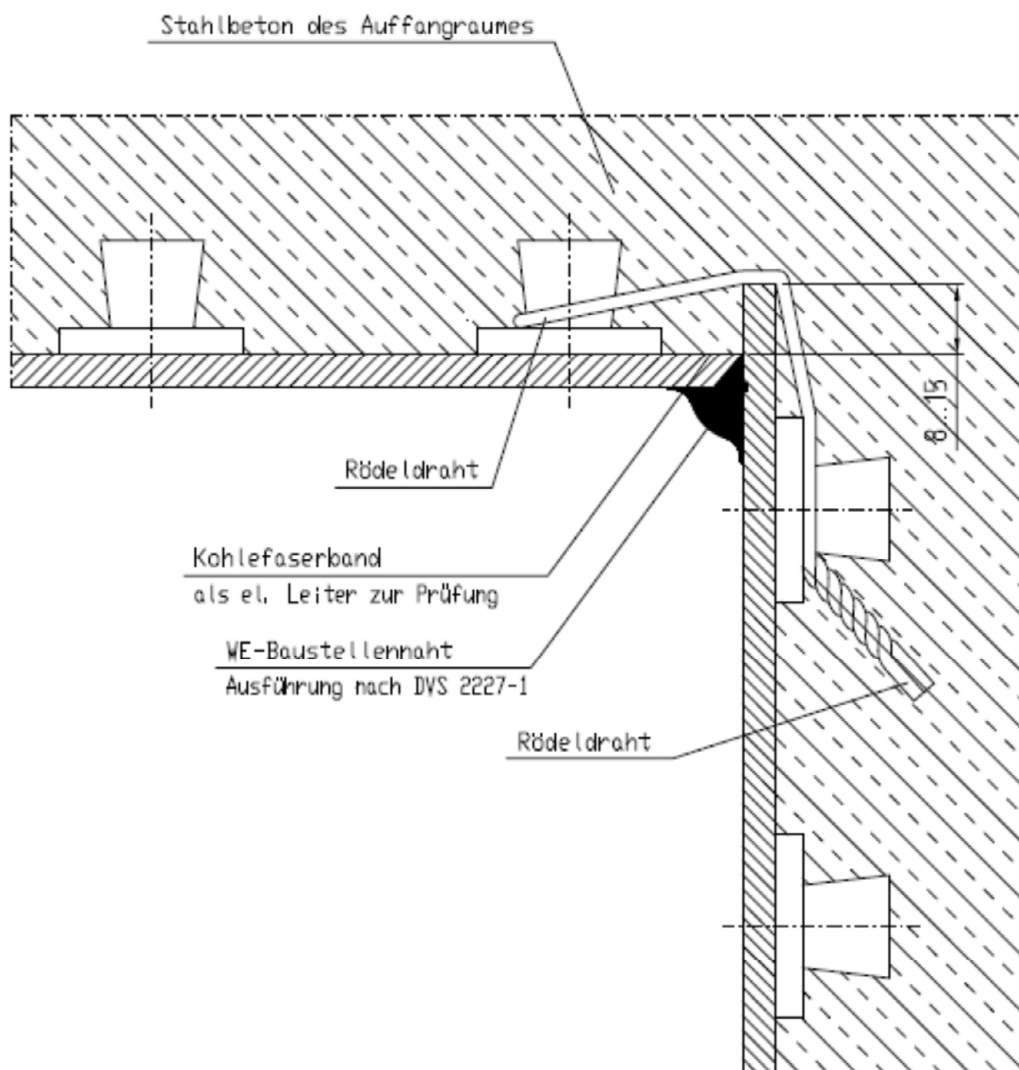 Stahlbeton des Auffangraumes
8...15
Rödeldraht
Kohlefaserband
als el. Leiter zur Prüfung
WE-Baustellennaht
Ausführung nach DVS 2227-1
Rödeldraht